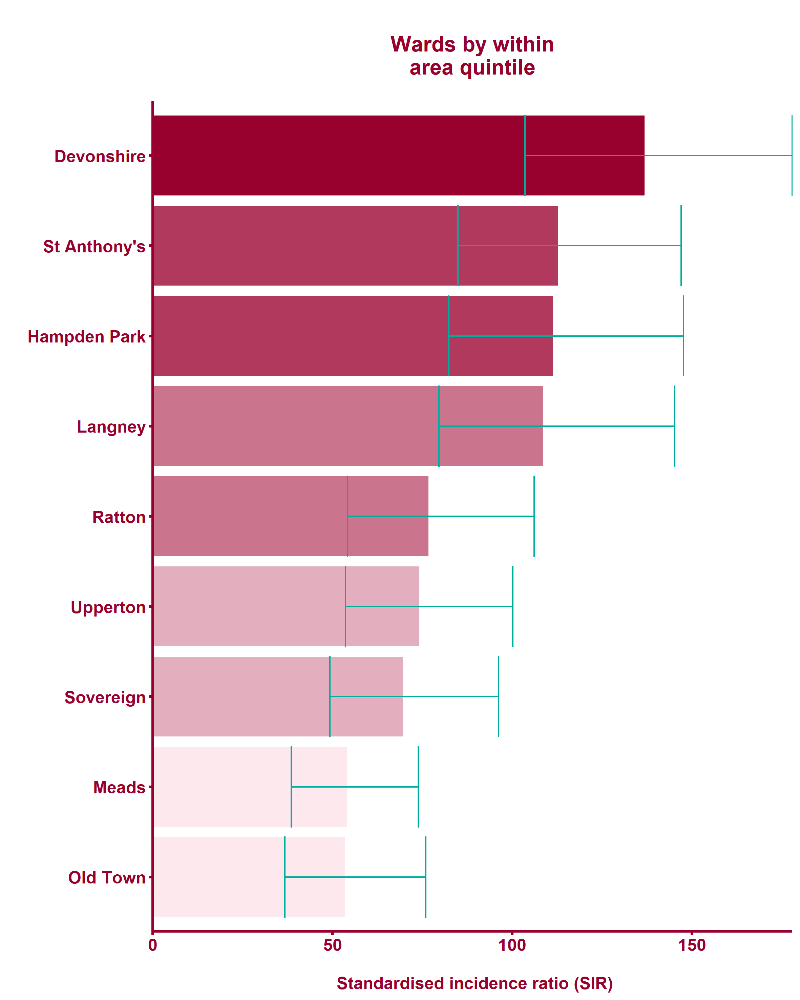 Wards by within
area quintile
Devonshire
St Anthony's
Hampden Park
Langney
Ratton
Upperton
Sovereign
Meads
Old Town
0 50 100 150
Standardised incidence ratio (SIR)